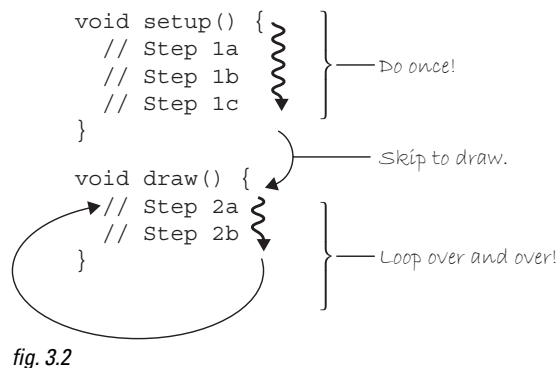 void setup() {
// Step 1a
// Step 1b
// Step 1c
}
Do once!
Skip to draw.
void draw() {
// Step 2a
// Step 2b
}
Loop over and over!
fig. 3.2